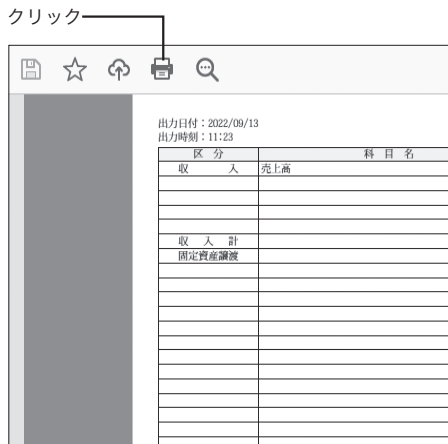 クリック
出力日付：2022/09/13
出力時刻：11:23
区 分 科 目 名
収 入 売上高
収 入 計
固定資産譲渡